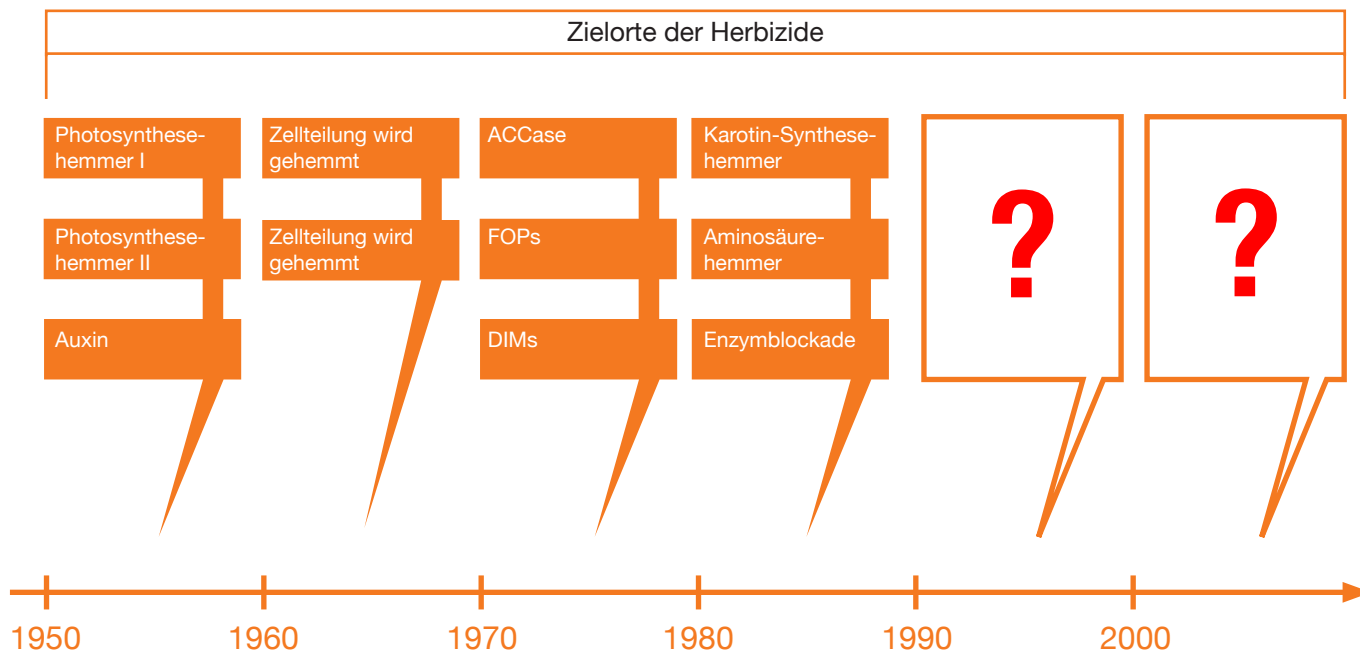 Zielorte der Herbizide
Photosynthese-
hemmer I
Zellteilung wird
gehemmt
ACCase
Karotin-Synthese-
hemmer
?
?
Photosynthese-
hemmer II
Zellteilung wird
gehemmt
FOPs
Aminosäure-
hemmer
Auxin
DIMs
Enzymblockade
1950
1960
1970
1980
1990
2000